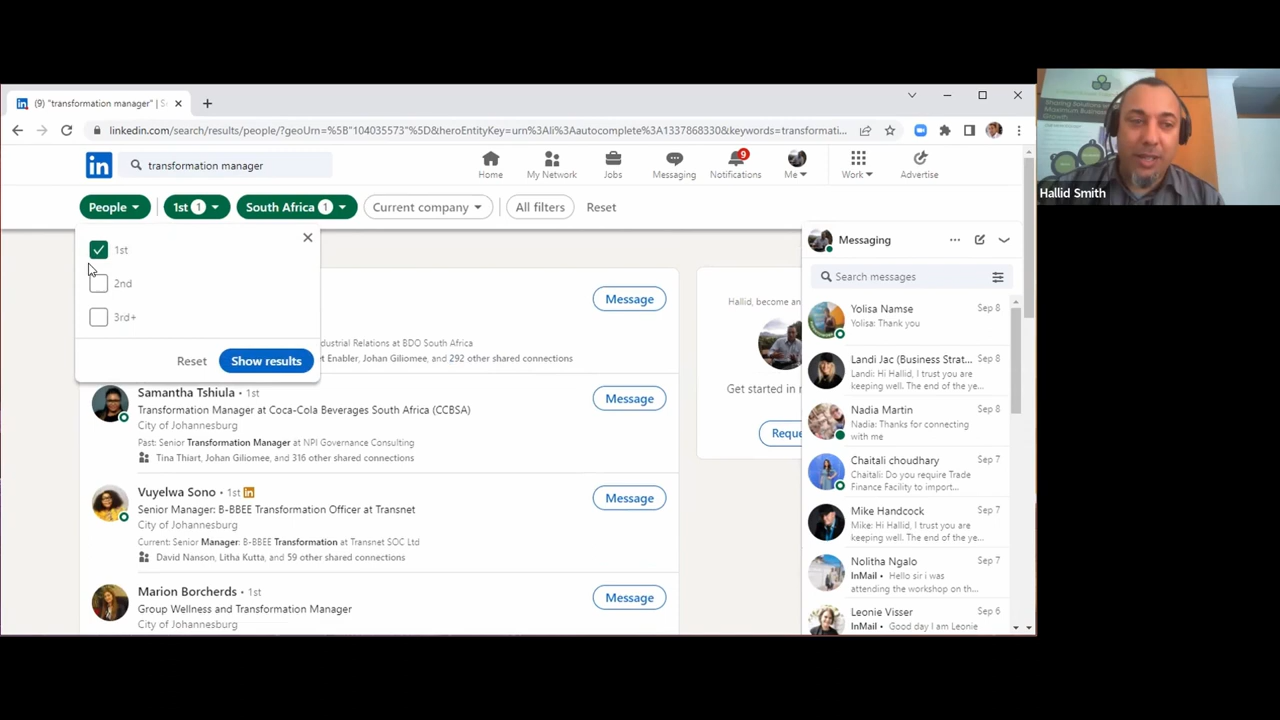 (9) "transformation manager" | S
linkedin.com/search/results/people/?geoUrn=%5B"104035573"%5D&heroEntityKey=urn%3Ali%3Aautocomplete%3A1337868330&keywords=transformati...
in
transformation manager
Home
My Network
Jobs
Messaging
9
Notifications
Me
Work
Advertise
People
1st 1
South Africa 1
Current company
All filters
Reset
1st
2nd
3rd+
Reset
Show results
Message
dustrial Relations at BDO South Africa
t Enabler, Johan Giliomee, and 292 other shared connections
Samantha Tshiula • 1st
Transformation Manager at Coca-Cola Beverages South Africa (CCBSA)
City of Johannesburg
Past: Senior Transformation Manager at NPI Governance Consulting
Tina Thiart, Johan Giliomee, and 316 other shared connections
Message
Vuyelwa Sono • 1st in
Senior Manager: B-BBEE Transformation Officer at Transnet
City of Johannesburg
Current: Senior Manager: B-BBEE Transformation at Transnet SOC Ltd
David Nanson, Litha Kutta, and 59 other shared connections
Message
Marion Borcherds • 1st
Group Wellness and Transformation Manager
City of Johannesburg
Message
Hallid, become an
Get started in
Reque
Messaging
Search messages
Yolisa Namse Sep 8
Yolisa: Thank you
Landi Jac (Business Strat... Sep 8
Landi: Hi Hallid, I trust you are
keeping well. The end of the ye...
Nadia Martin Sep 8
Nadia: Thanks for connecting
with me
Chaitali choudhary Sep 7
Chaitali: Do you require Trade
Finance Facility to import...
Mike Handcock Sep 7
Mike: Hi Hallid, I trust you are
keeping well. The end of the ye...
Nolitha Ngalo Sep 7
InMail • Hello sir i was
attending the workshop on th...
Leonie Visser Sep 6
InMail • Good day I am Leonie
Sharing Solutions
Maximum Business
Growth
Hallid Smith